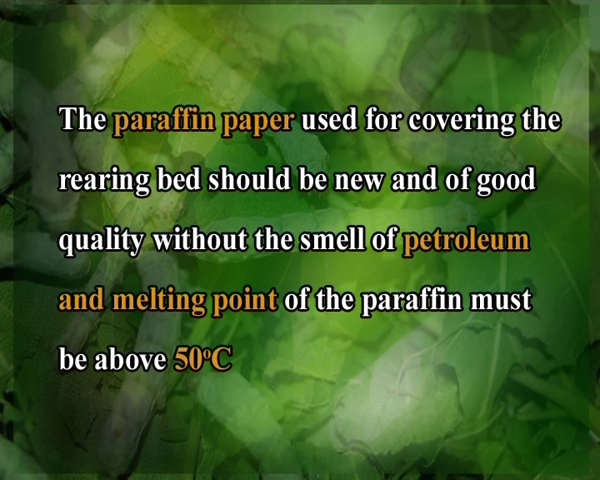 The paraffin paper used for covering the
rearing bed should be new and of good
quality without the smell of petroleum
and melting point of the paraffin must
be above 50ºC